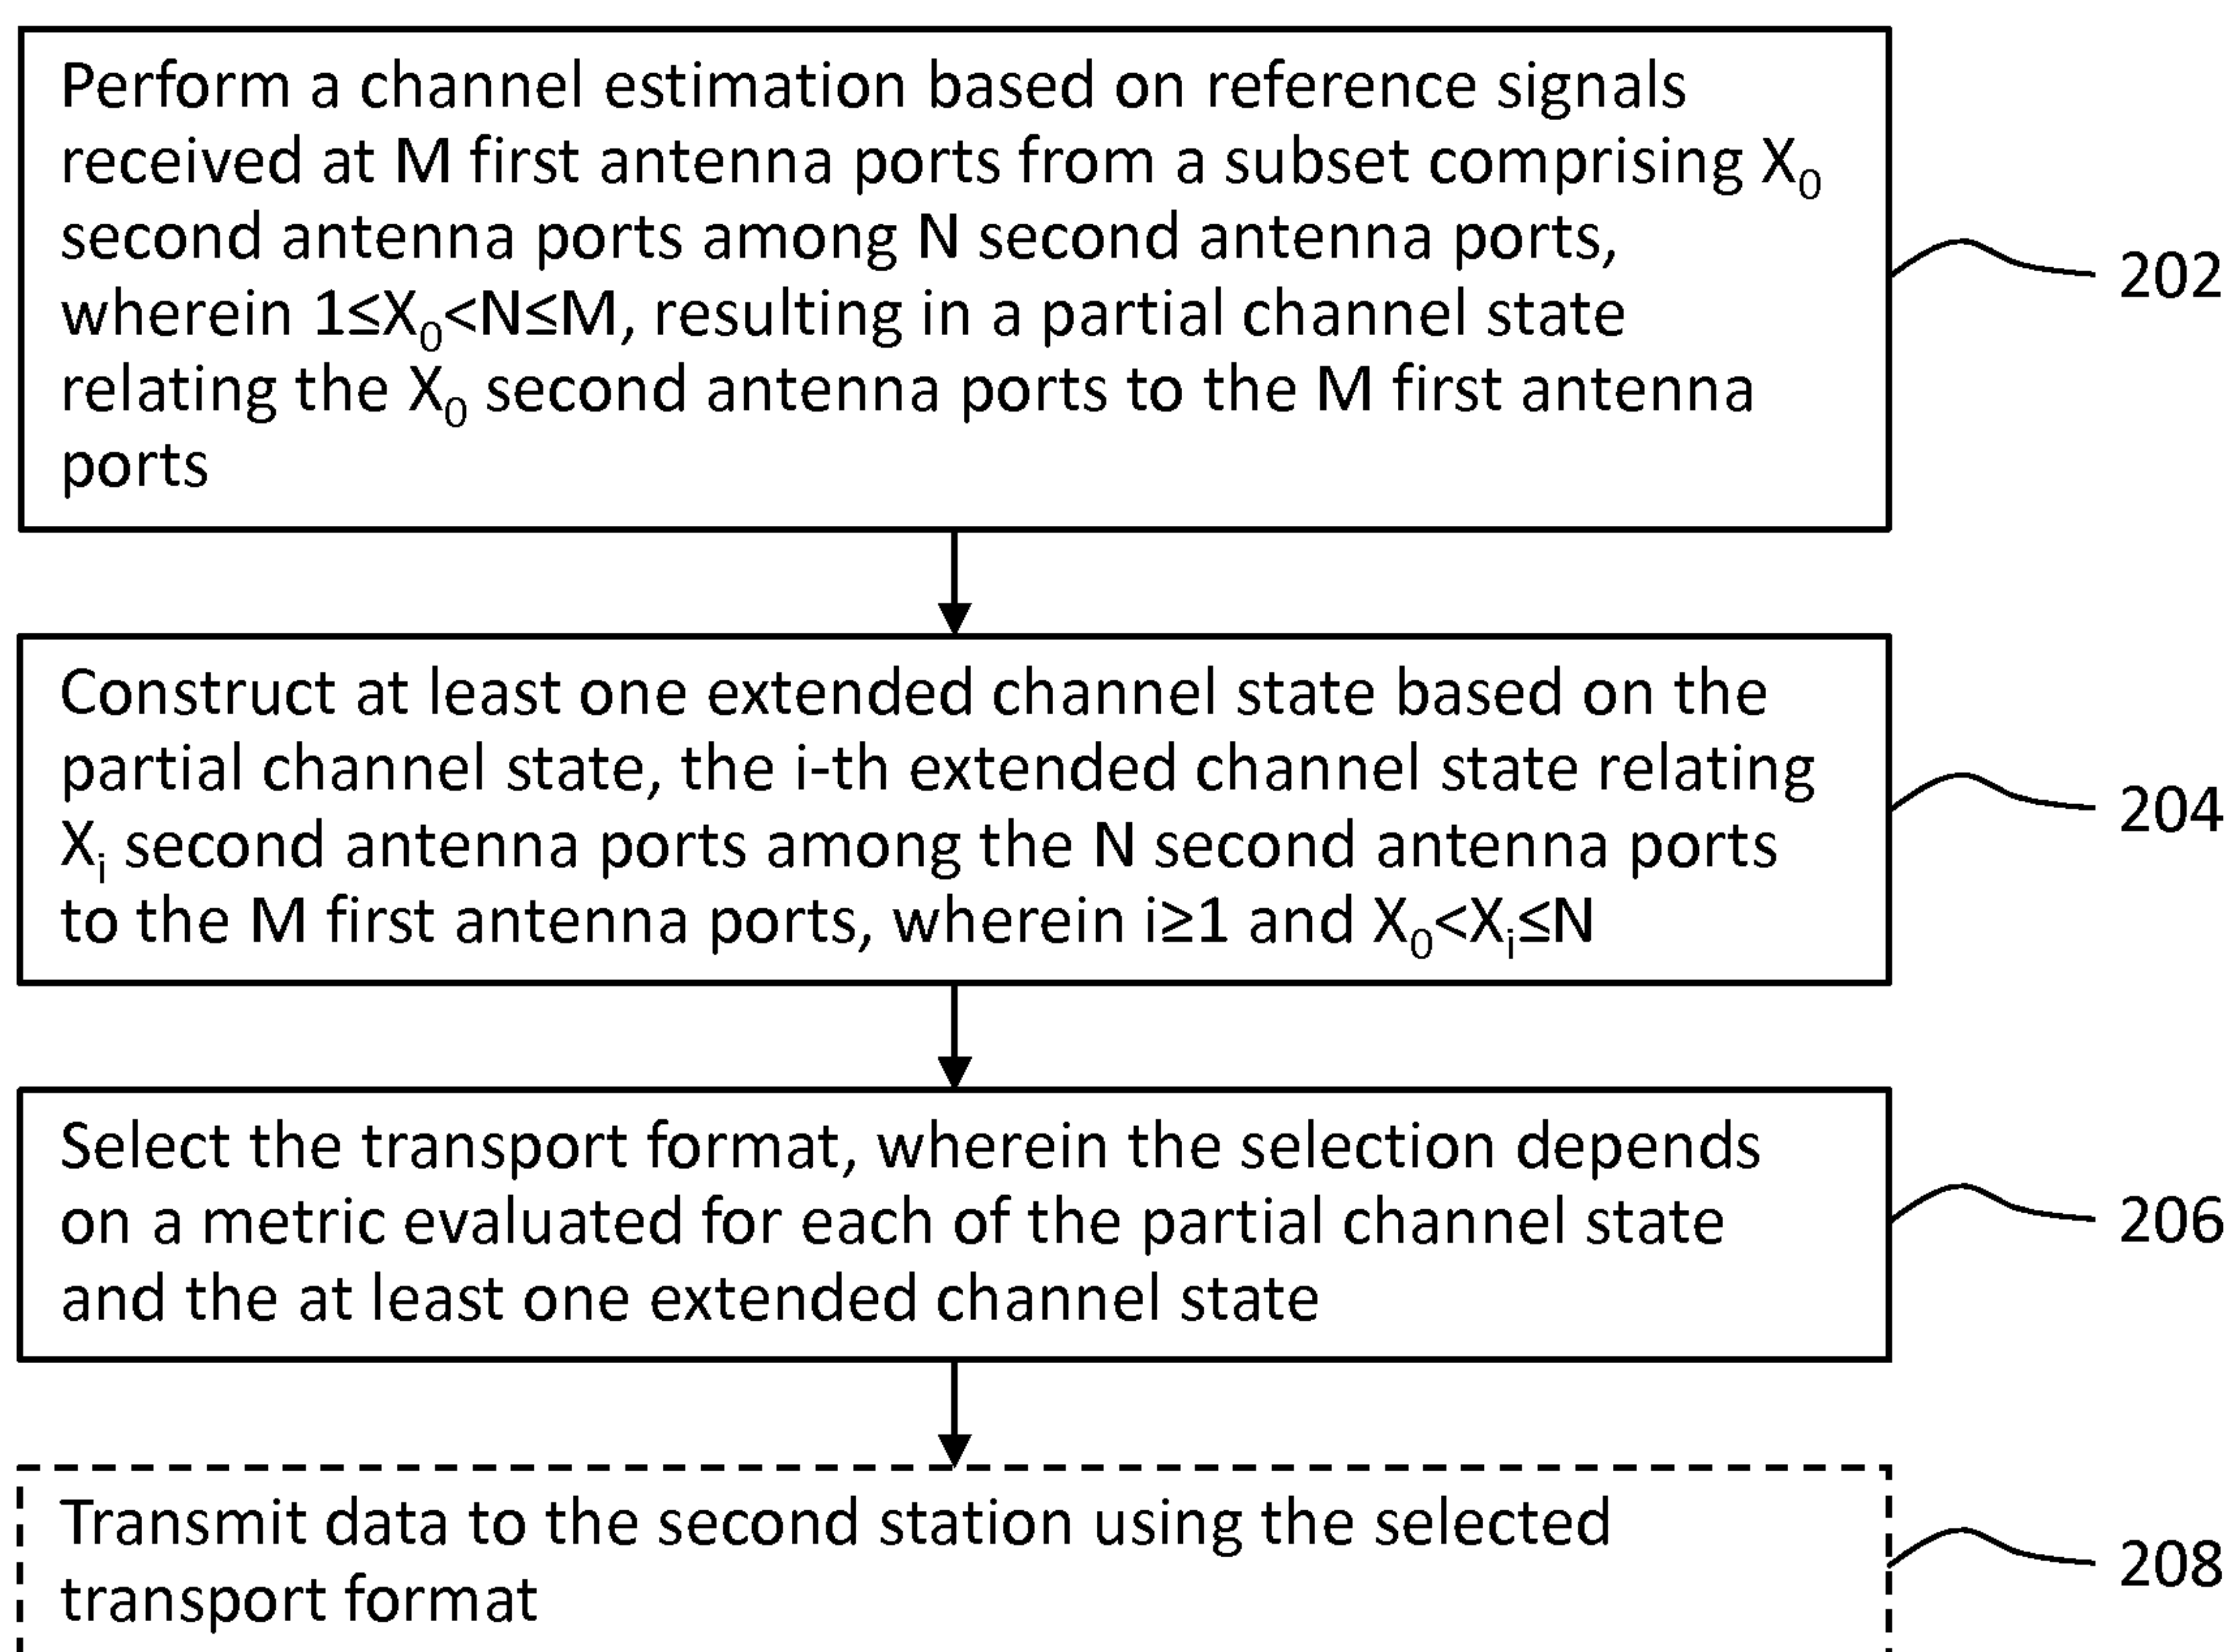 Perform a channel estimation based on reference signals
received at M first antenna ports from a subset comprising X₀
second antenna ports among N second antenna ports,
wherein 1≤X₀<N≤M, resulting in a partial channel state
relating the X₀ second antenna ports to the M first antenna
ports
202
Construct at least one extended channel state based on the
partial channel state, the i-th extended channel state relating
Xᵢ second antenna ports among the N second antenna ports
to the M first antenna ports, wherein i≥1 and X₀<Xᵢ≤N
204
Select the transport format, wherein the selection depends
on a metric evaluated for each of the partial channel state
and the at least one extended channel state
206
Transmit data to the second station using the selected
transport format
208